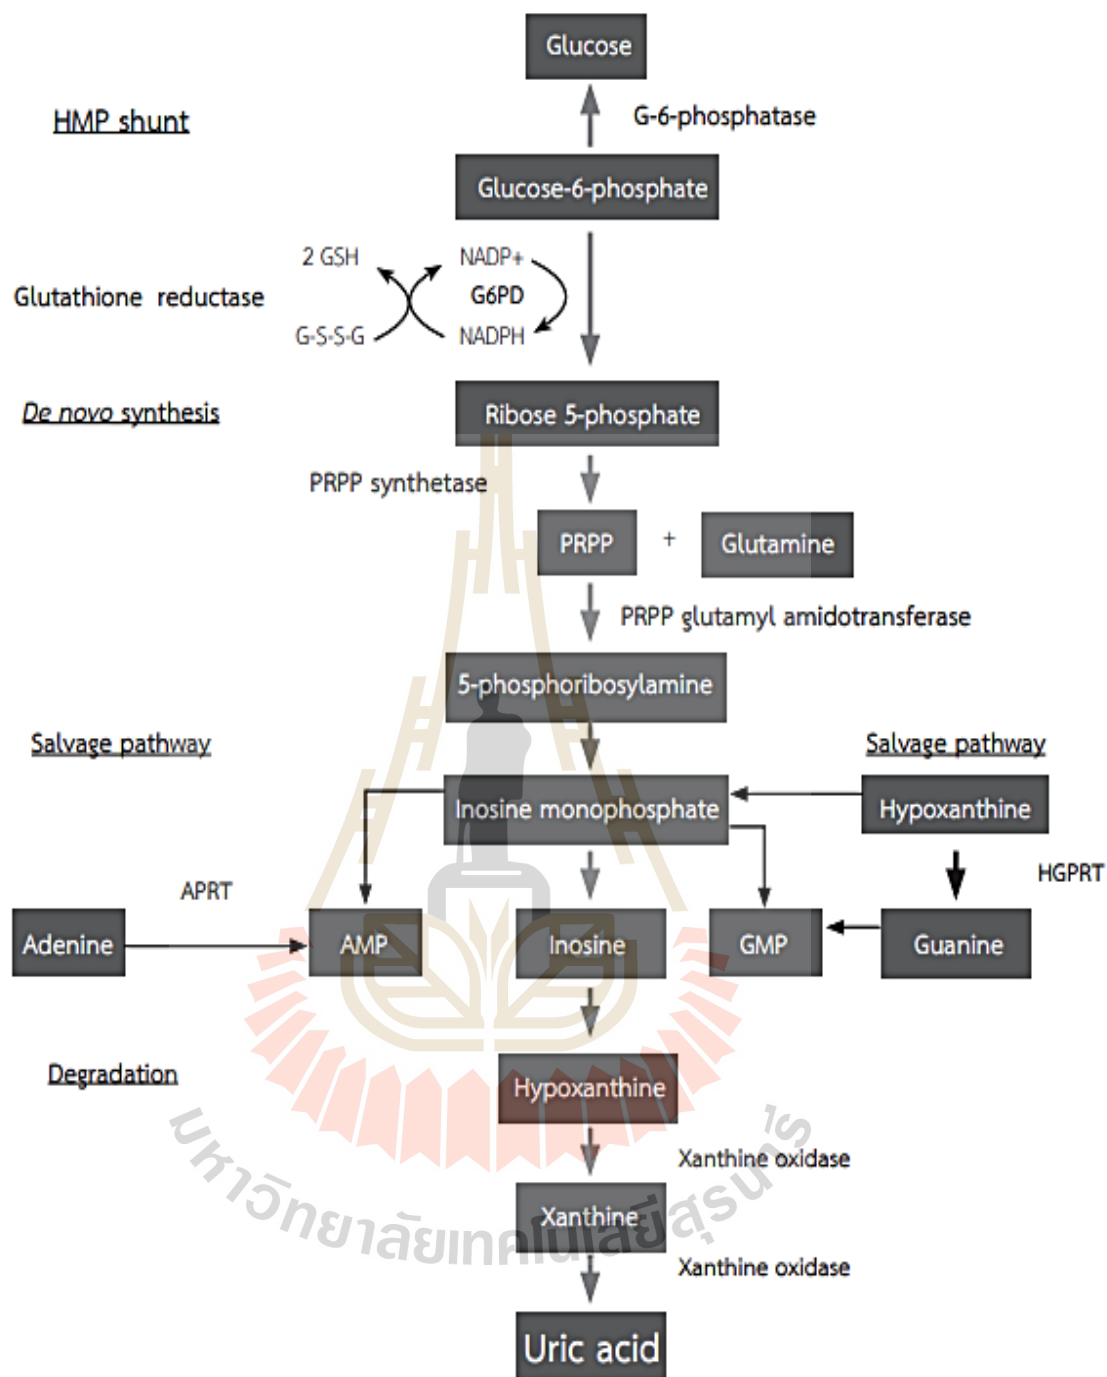 Glucose
HMP shunt
G-6-phosphatase
Glucose-6-phosphate
2 GSH
NADP+
Glutathione reductase
G6PD
G-S-S-G
NADPH
De novo synthesis
Ribose 5-phosphate
PRPP synthetase
PRPP + Glutamine
PRPP glutamyl amidotransferase
5-phosphoribosylamine
Salvage pathway
Salvage pathway
Inosine monophosphate
Hypoxanthine
HGPRT
APRT
Adenine
AMP
Inosine
GMP
Guanine
Degradation
Hypoxanthine
Xanthine oxidase
Xanthine
Xanthine oxidase
Uric acid
มหาวิทยาลัยเทคโนโลยีสุรนารี